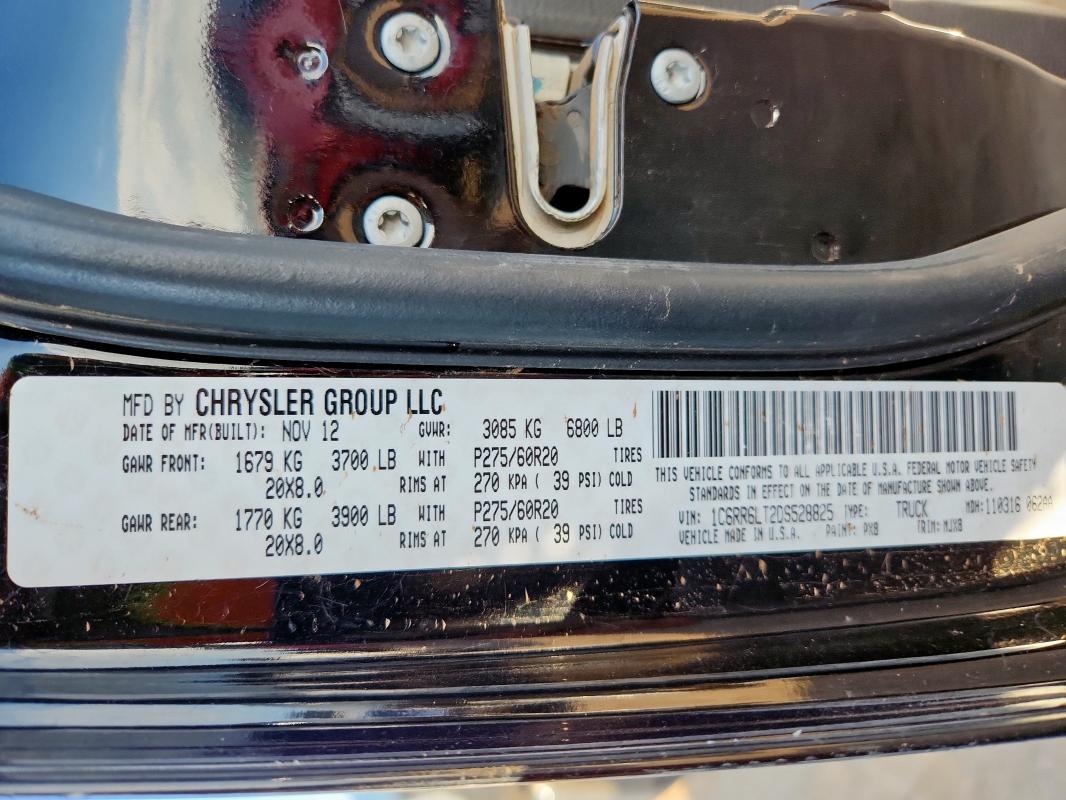 MFD BY CHRYSLER GROUP LLC
DATE OF MFR(BUILT): NOV 12 GVWR: 3085 KG 6800 LB
GAWR FRONT: 1679 KG 3700 LB WITH P275/60R20 TIRES
20X8.0 RIMS AT 270 KPA ( 39 PSI) COLD
GAWR REAR: 1770 KG 3900 LB WITH P275/60R20 TIRES
20X8.0 RIMS AT 270 KPA ( 39 PSI) COLD
THIS VEHICLE CONFORMS TO ALL APPLICABLE U.S.A. FEDERAL MOTOR VEHICLE SAFETY
STANDARDS IN EFFECT ON THE DATE OF MANUFACTURE SHOWN ABOVE.
VIN: 1C6RR6LT2DS528825 TYPE: TRUCK MDH: 110316 062AA
VEHICLE MADE IN U.S.A. PAINT: PX8 TRIM: MJX8